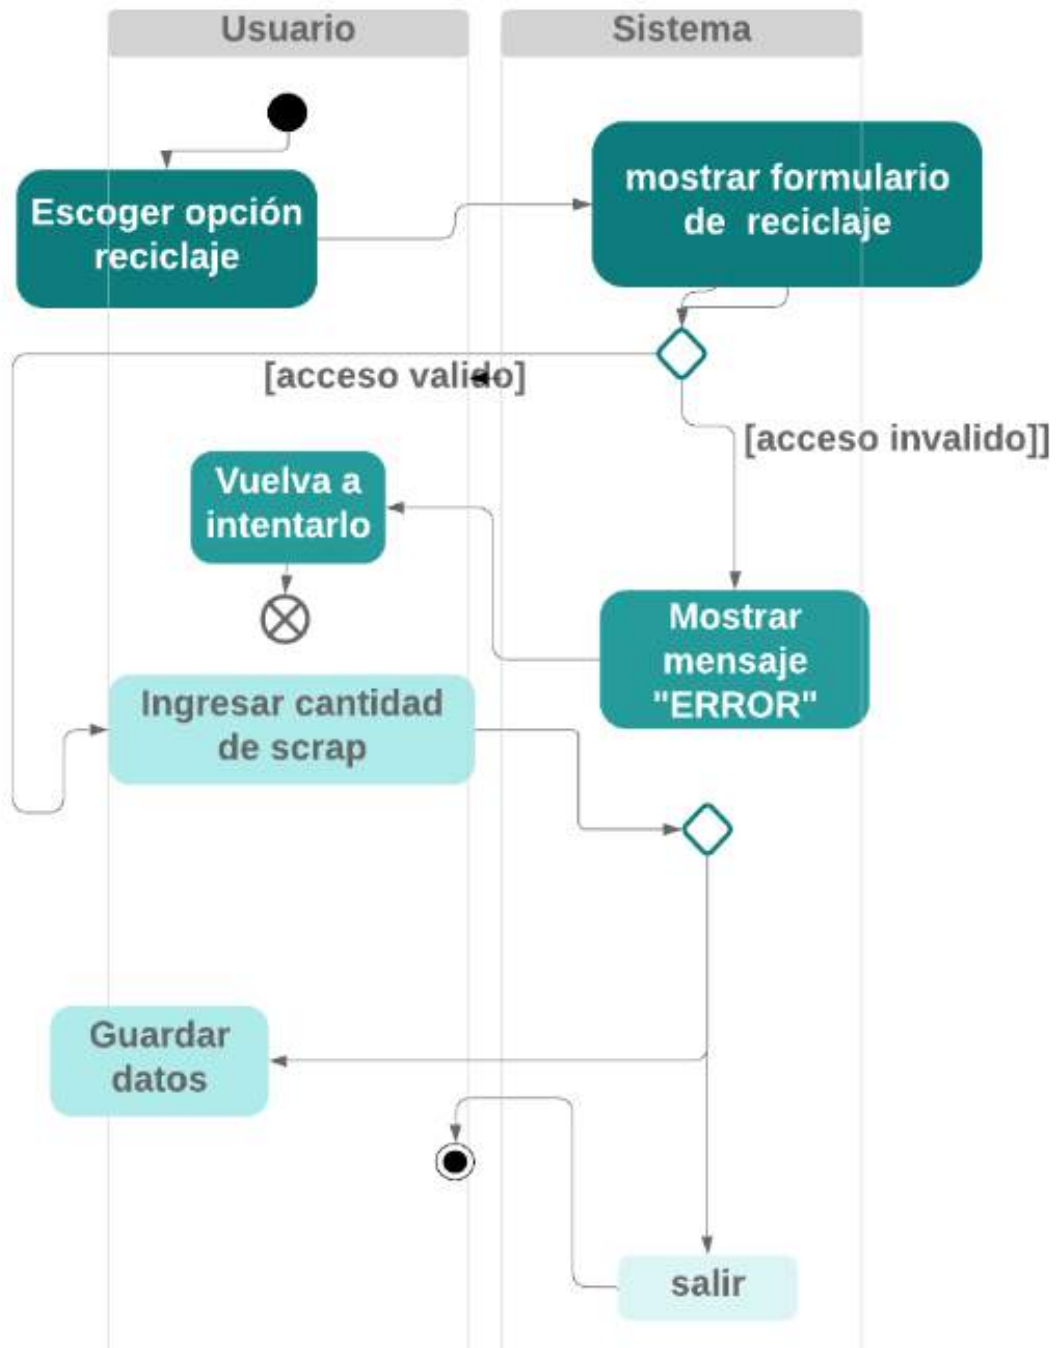 Usuario
Sistema
Escoger opción
reciclaje
mostrar formulario
de reciclaje
[acceso valido]
[acceso invalido]]
Vuelva a
intentarlo
Mostrar
mensaje
"ERROR"
Ingresar cantidad
de scrap
Guardar
datos
salir